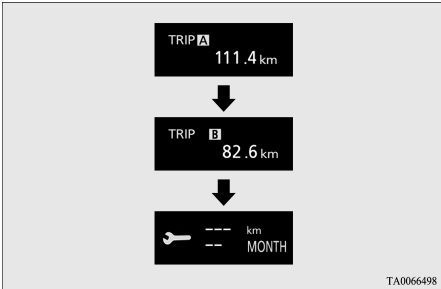 TRIP A
111.4 km
TRIP B
82.6 km
--- km
-- MONTH
TA0066498